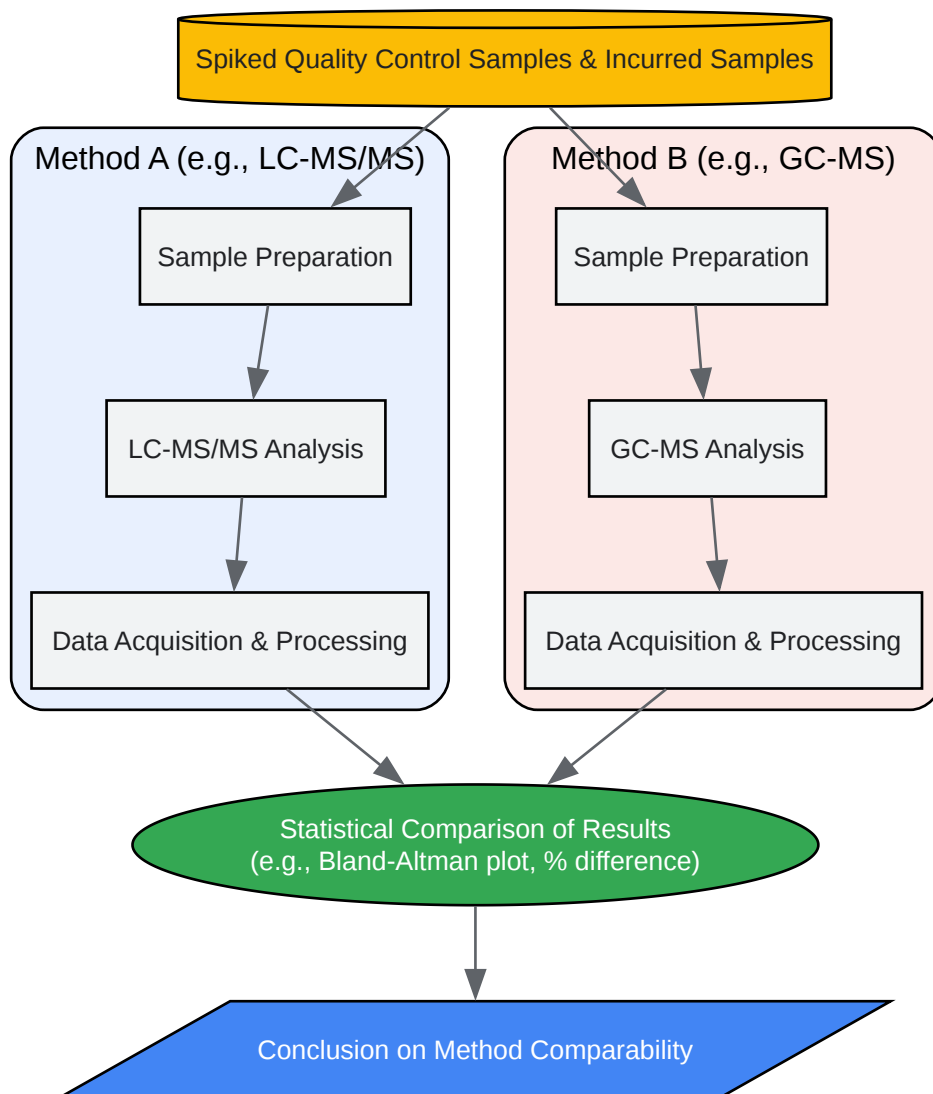 Spiked Quality Control Samples & Incurred Samples
Method A (e.g., LC-MS/MS)
Sample Preparation
LC-MS/MS Analysis
Data Acquisition & Processing
Method B (e.g., GC-MS)
Sample Preparation
GC-MS Analysis
Data Acquisition & Processing
Statistical Comparison of Results
(e.g., Bland-Altman plot, % difference)
Conclusion on Method Comparability